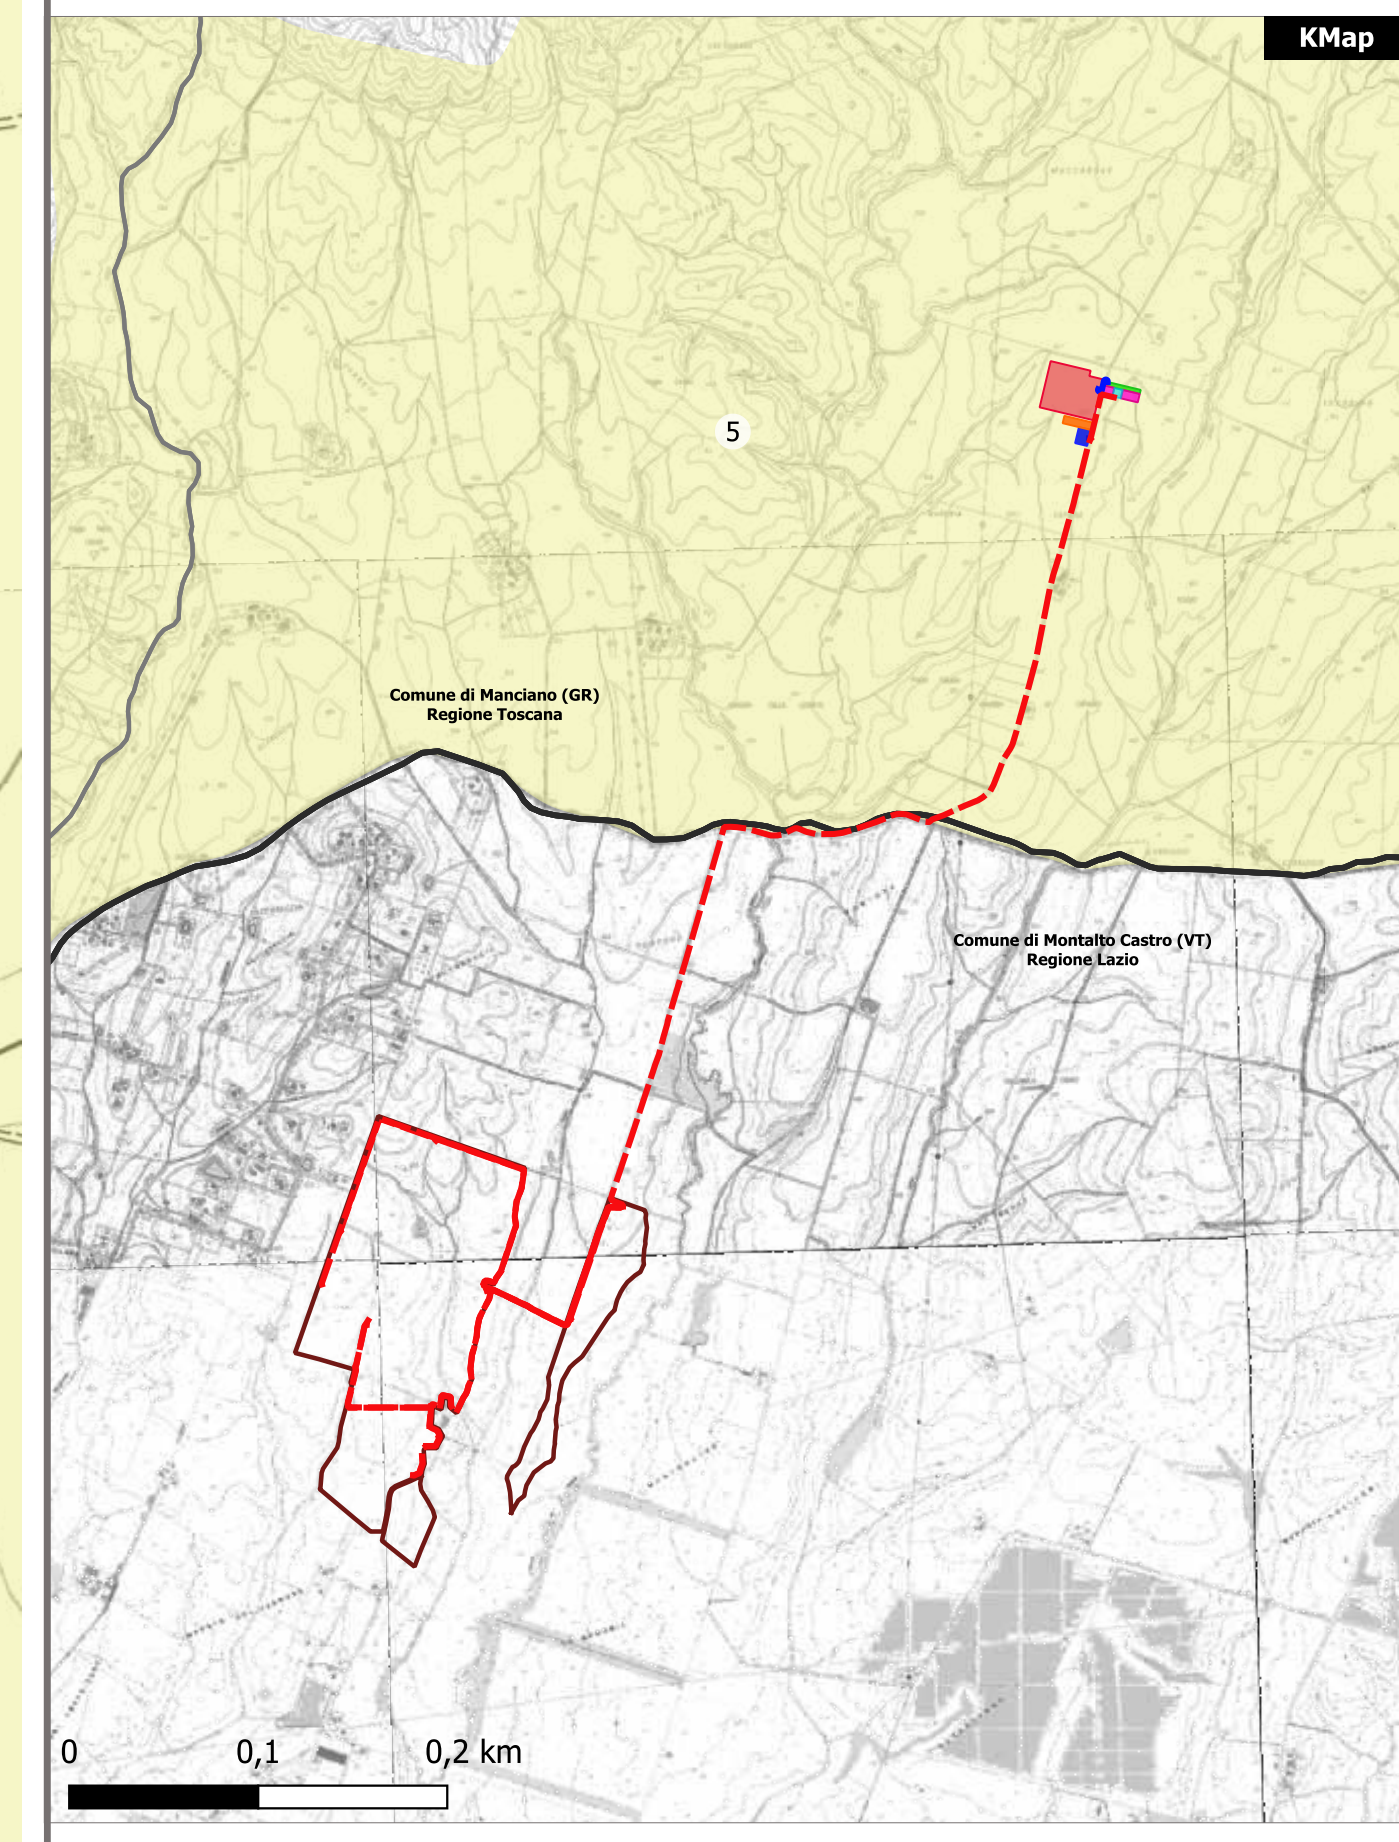 KMap
5
Comune di Manciano (GR)
Regione Toscana
Comune di Montalto Castro (VT)
Regione Lazio
0 0,1 0,2 km